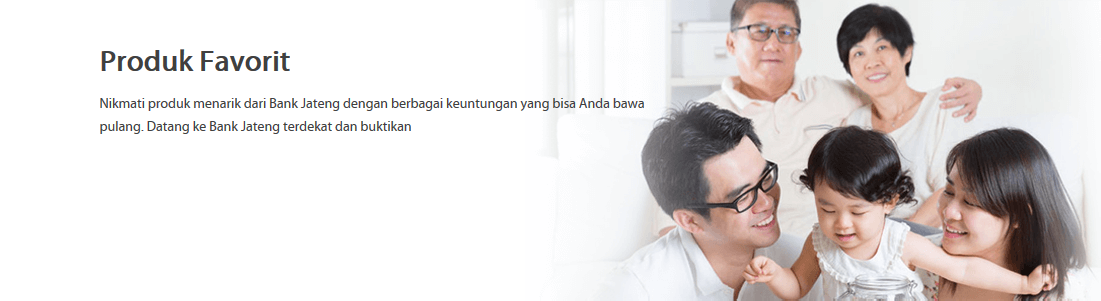 Produk Favorit
Nikmati produk menarik dari Bank Jateng dengan berbagai keuntungan yang bisa Anda bawa
pulang. Datang ke Bank Jateng terdekat dan buktikan